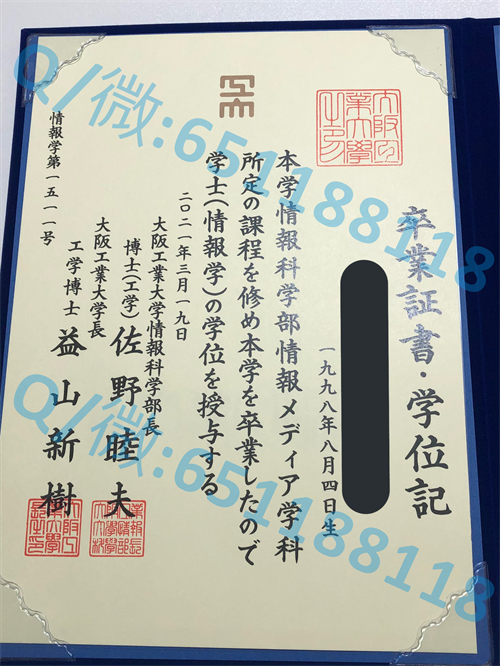 卒業証書・学位記
一九九八年八月四日生
本学情報科学部情報メディア学科
所定の課程を修め本学を卒業したので
学士(情報学)の学位を授与する
二〇二一年三月一九日
大阪工業大学情報科学部長
博士(工学) 佐野睦夫
大阪工業大学長
工学博士 益山新樹
情報学第一五一一号
Q/微:651188118
Q/微:651188118